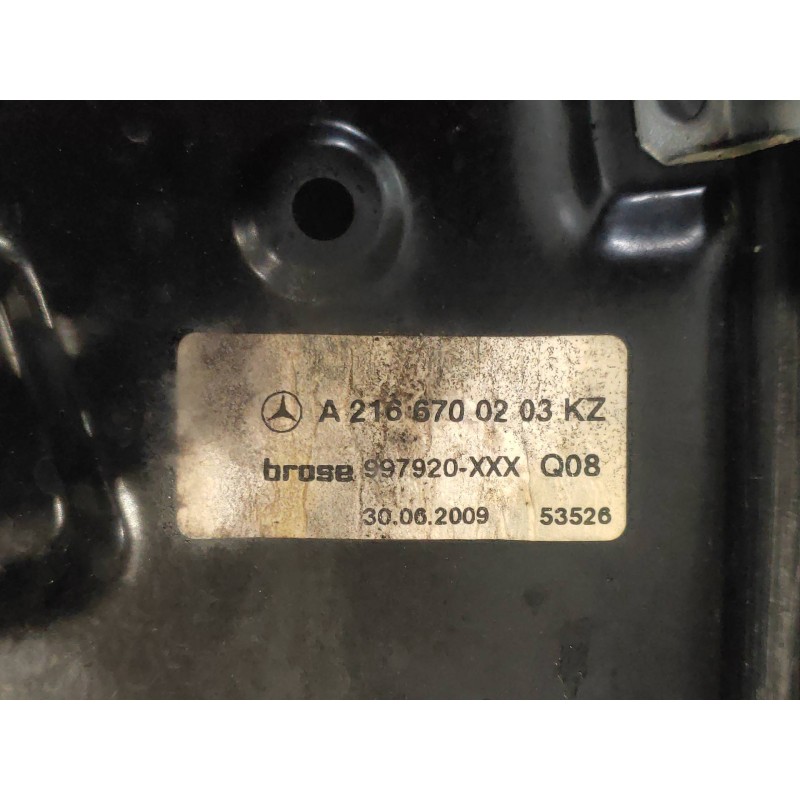 A 216 670 02 03 KZ
brose 997920-XXX Q08
30.06.2009 53526